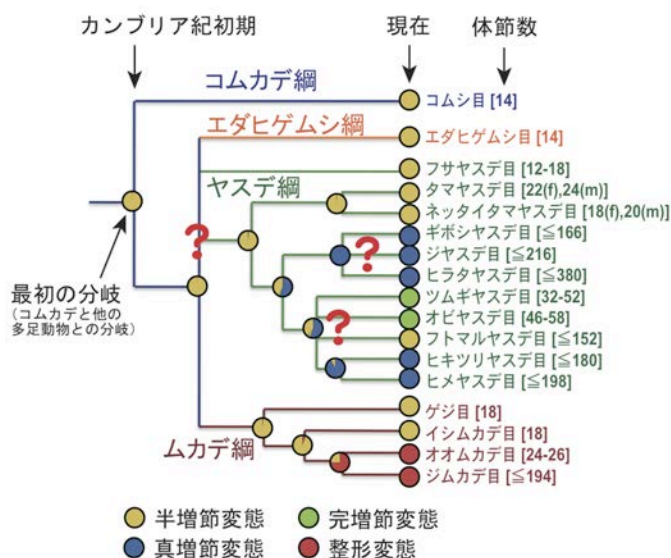 カンブリア紀初期
現在
体節数
コムカデ綱
コムシ目 [14]
エダヒゲムシ綱
エダヒゲムシ目 [14]
フサヤスデ目 [12-18]
ヤスデ綱
タマヤスデ目 [22(f),24(m)]
ネッタイタマヤスデ目 [18(f),20(m)]
?
ギボシヤスデ目 [≦166]
?
ジヤスデ目 [≦216]
ヒラタヤスデ目 [≦380]
最初の分岐
(コムカデと他の
多足動物との分岐)
ツムギヤスデ目 [32-52]
?
オビヤスデ目 [46-58]
フトマルヤスデ目 [≦152]
ヒキツリヤスデ目 [≦180]
ヒメヤスデ目 [≦198]
ゲジ目 [18]
イシムカデ目 [18]
ムカデ綱
オオムカデ目 [24-26]
ジムカデ目 [≦194]
半増節変態
完増節変態
真増節変態
整形変態